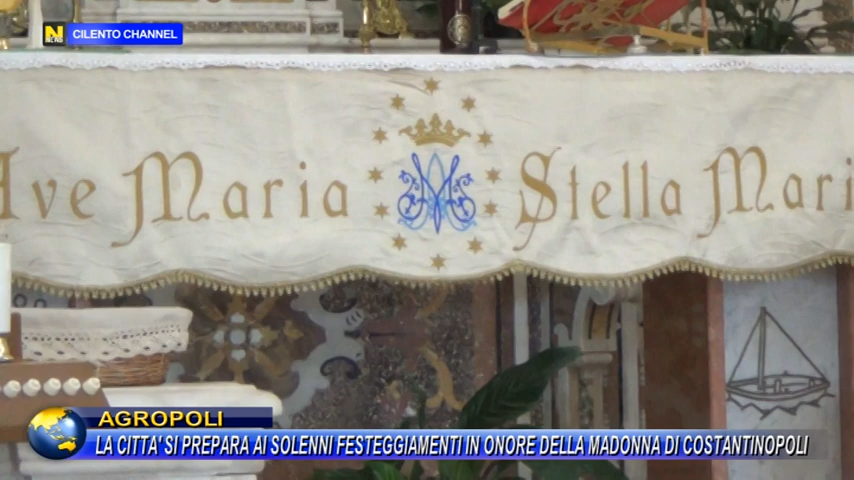 CILENTO CHANNEL
Ave Maria Stella Mari
AGROPOLI
LA CITTA' SI PREPARA AI SOLENNI FESTEGGIAMENTI IN ONORE DELLA MADONNA DI COSTANTINOPOLI